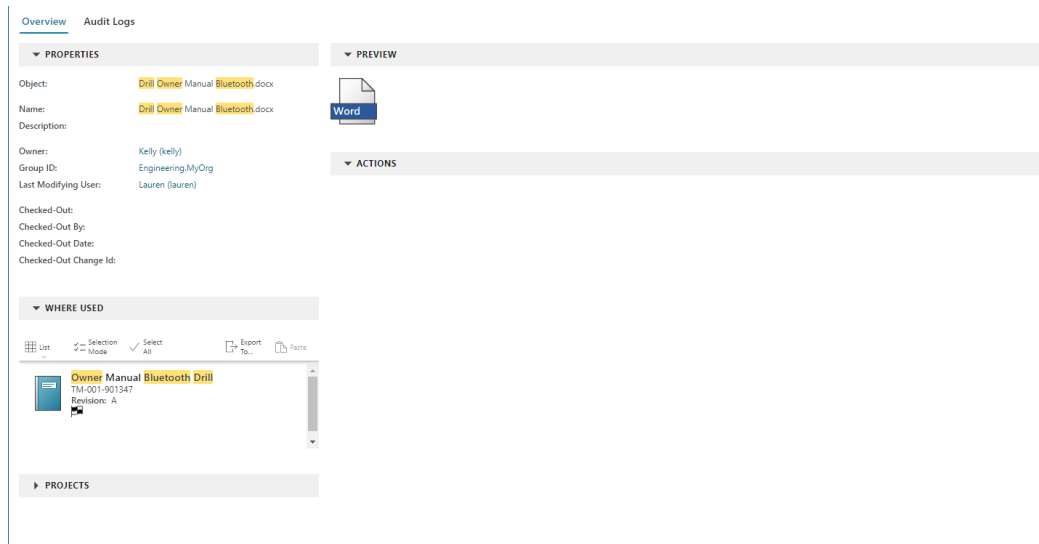 Overview Audit Logs
PROPERTIES
Object: Drill Owner Manual Bluetooth.docx
Name: Drill Owner Manual Bluetooth.docx
Description:
Owner: Kelly (kelly)
Group ID: Engineering.MyOrg
Last Modifying User: Lauren (lauren)
Checked-Out:
Checked-Out By:
Checked-Out Date:
Checked-Out Change Id:
WHERE USED
List Selection Mode Select All Export To... Paste
Owner Manual Bluetooth Drill
TM-001-901347
Revision: A
PROJECTS
PREVIEW
Word
ACTIONS